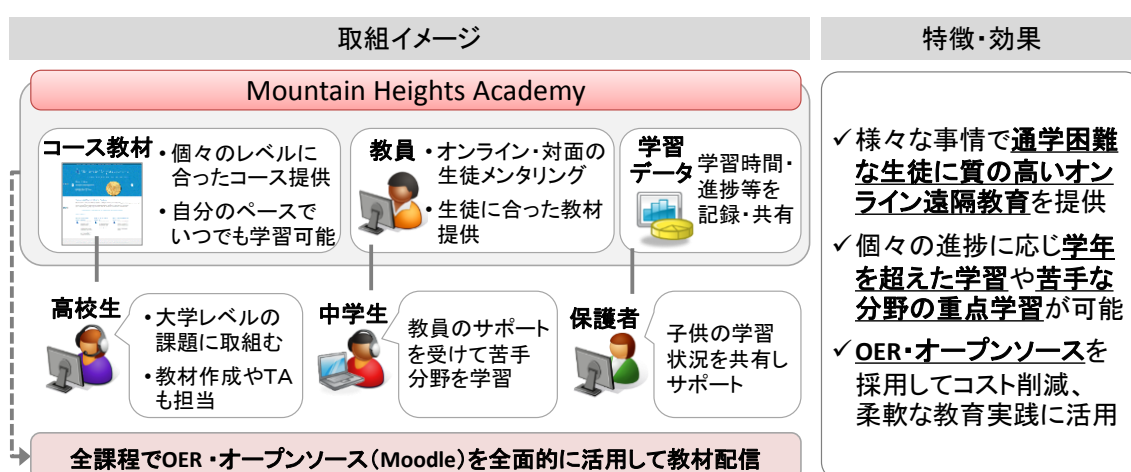 取組イメージ
特徴・効果
Mountain Heights Academy
コース教材
・個々のレベルに
合ったコース提供
・自分のペースで
いつでも学習可能
教員
・オンライン・対面の
生徒メンタリング
・生徒に合った教材
提供
学習
データ
学習時間・
進捗等を
記録・共有
高校生
・大学レベルの
課題に取組む
・教材作成やTA
も担当
中学生
教員のサポート
を受けて苦手
分野を学習
保護者
子供の学習
状況を共有し
サポート
全課程でOER・オープンソース(Moodle)を全面的に活用して教材配信
✓様々な事情で通学困難
な生徒に質の高いオン
ライン遠隔教育を提供
✓個々の進捗に応じ学年
を超えた学習や苦手な
分野の重点学習が可能
✓OER・オープンソースを
採用してコスト削減、
柔軟な教育実践に活用